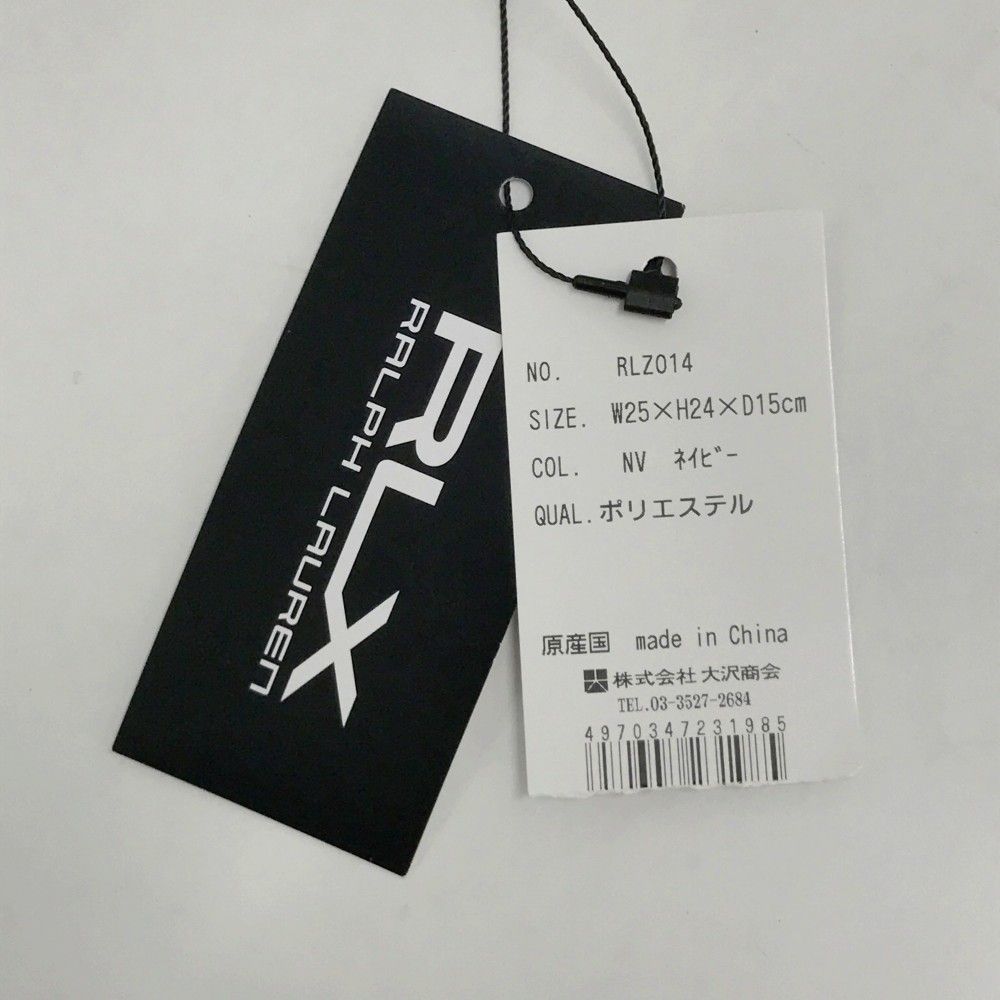 RLX
RALPH LAUREN
NO. RLZ014
SIZE. W25×H24×D15cm
COL. NV ﾈｲﾋﾞｰ
QUAL.ポリエステル
原産国 made in China
株式会社 大沢商会
TEL.03-3527-2684
4970347231985